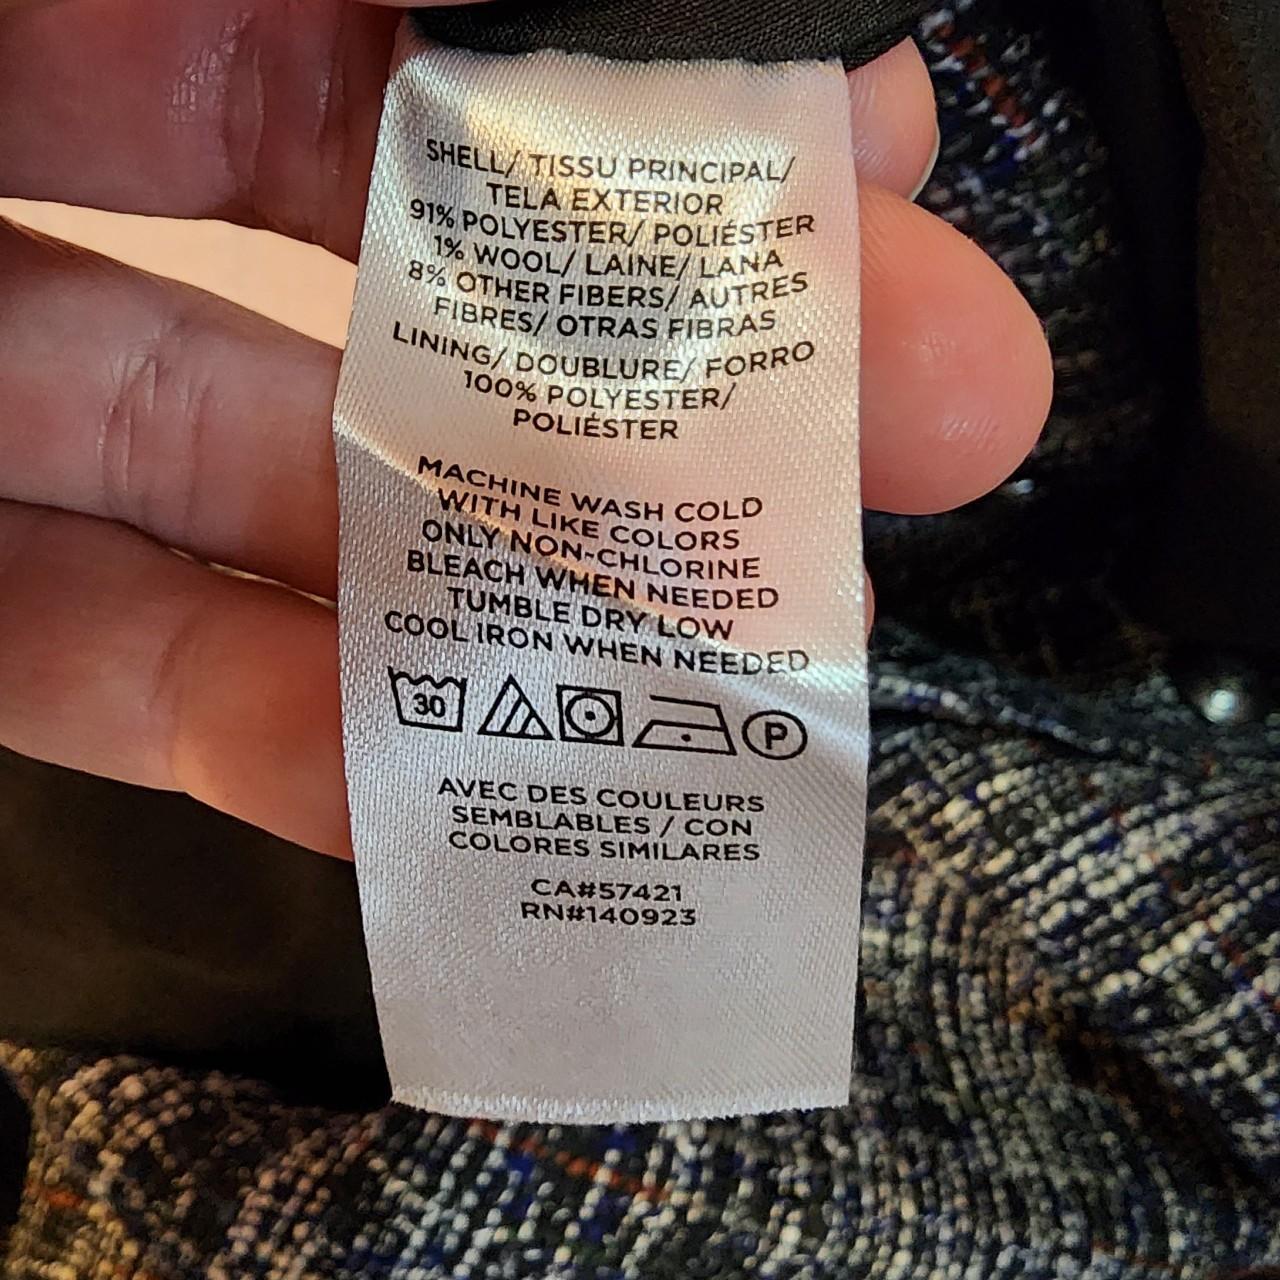 SHELL/ TISSU PRINCIPAL/
TELA EXTERIOR
91% POLYESTER/ POLIÉSTER
1% WOOL/ LAINE/ LANA
8% OTHER FIBERS/ AUTRES
FIBRES/ OTRAS FIBRAS
LINING/ DOUBLURE/ FORRO
100% POLYESTER/
POLIÉSTER
MACHINE WASH COLD
WITH LIKE COLORS
ONLY NON-CHLORINE
BLEACH WHEN NEEDED
TUMBLE DRY LOW
COOL IRON WHEN NEEDED
30 P
AVEC DES COULEURS
SEMBLABLES / CON
COLORES SIMILARES
CA#57421
RN#140923